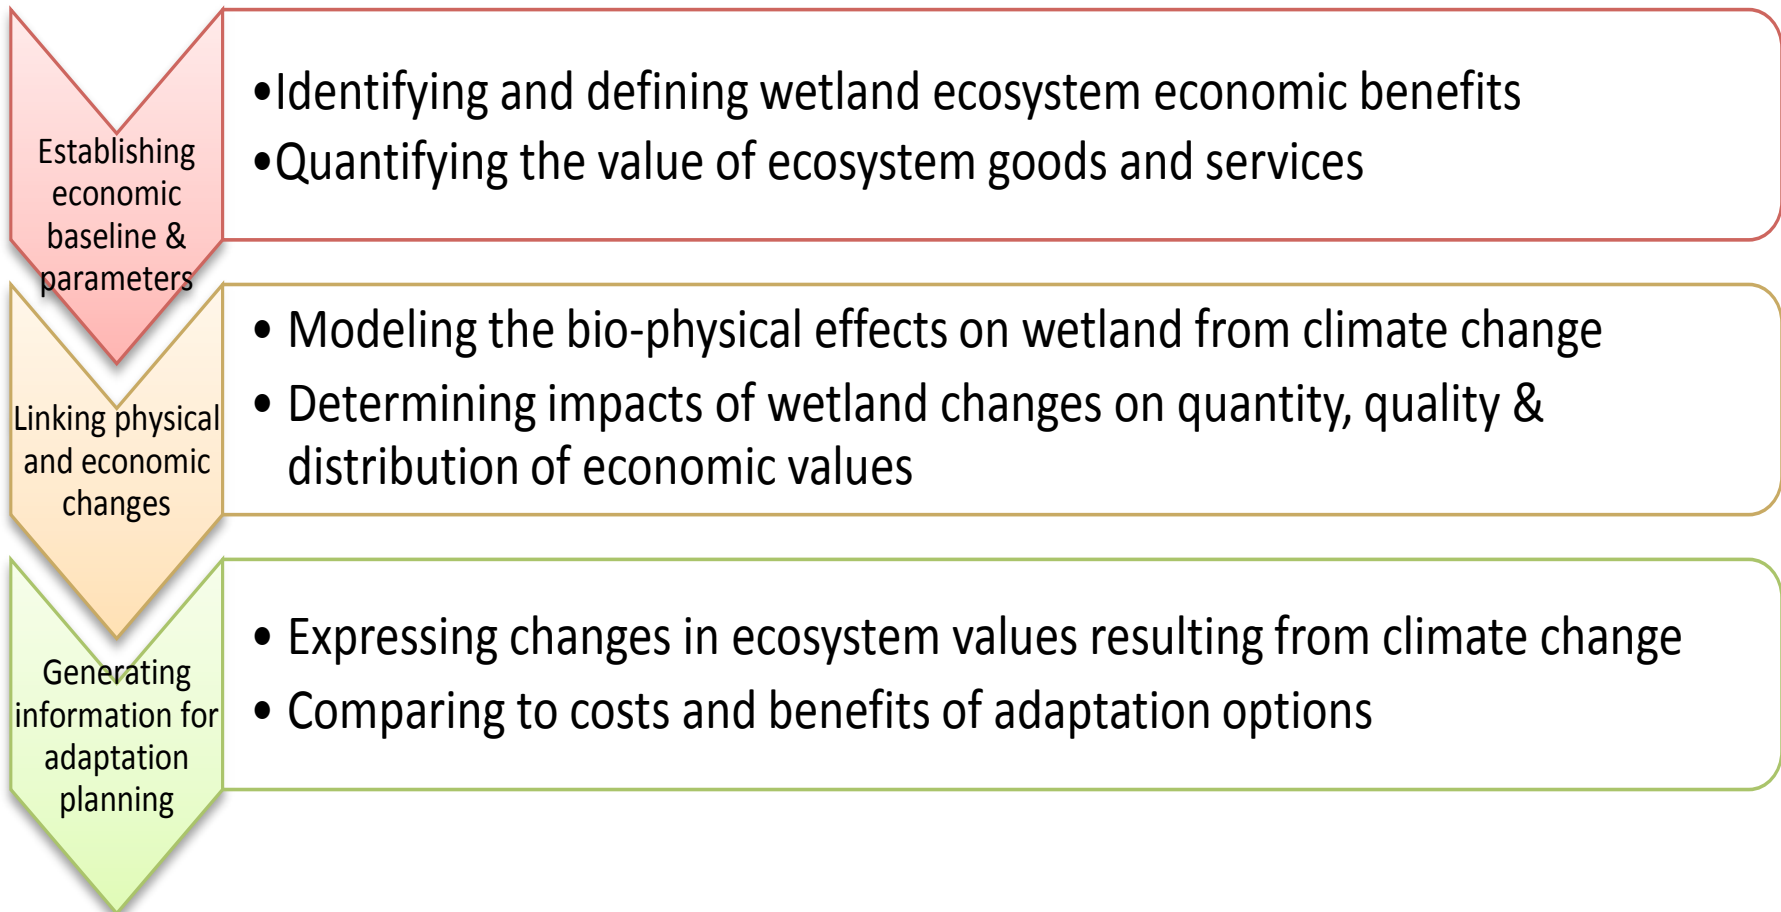 Establishing
economic
baseline &
parameters
•Identifying and defining wetland ecosystem economic benefits
•Quantifying the value of ecosystem goods and services
Linking physical
and economic
changes
• Modeling the bio-physical effects on wetland from climate change
• Determining impacts of wetland changes on quantity, quality &
distribution of economic values
Generating
information for
adaptation
planning
• Expressing changes in ecosystem values resulting from climate change
• Comparing to costs and benefits of adaptation options